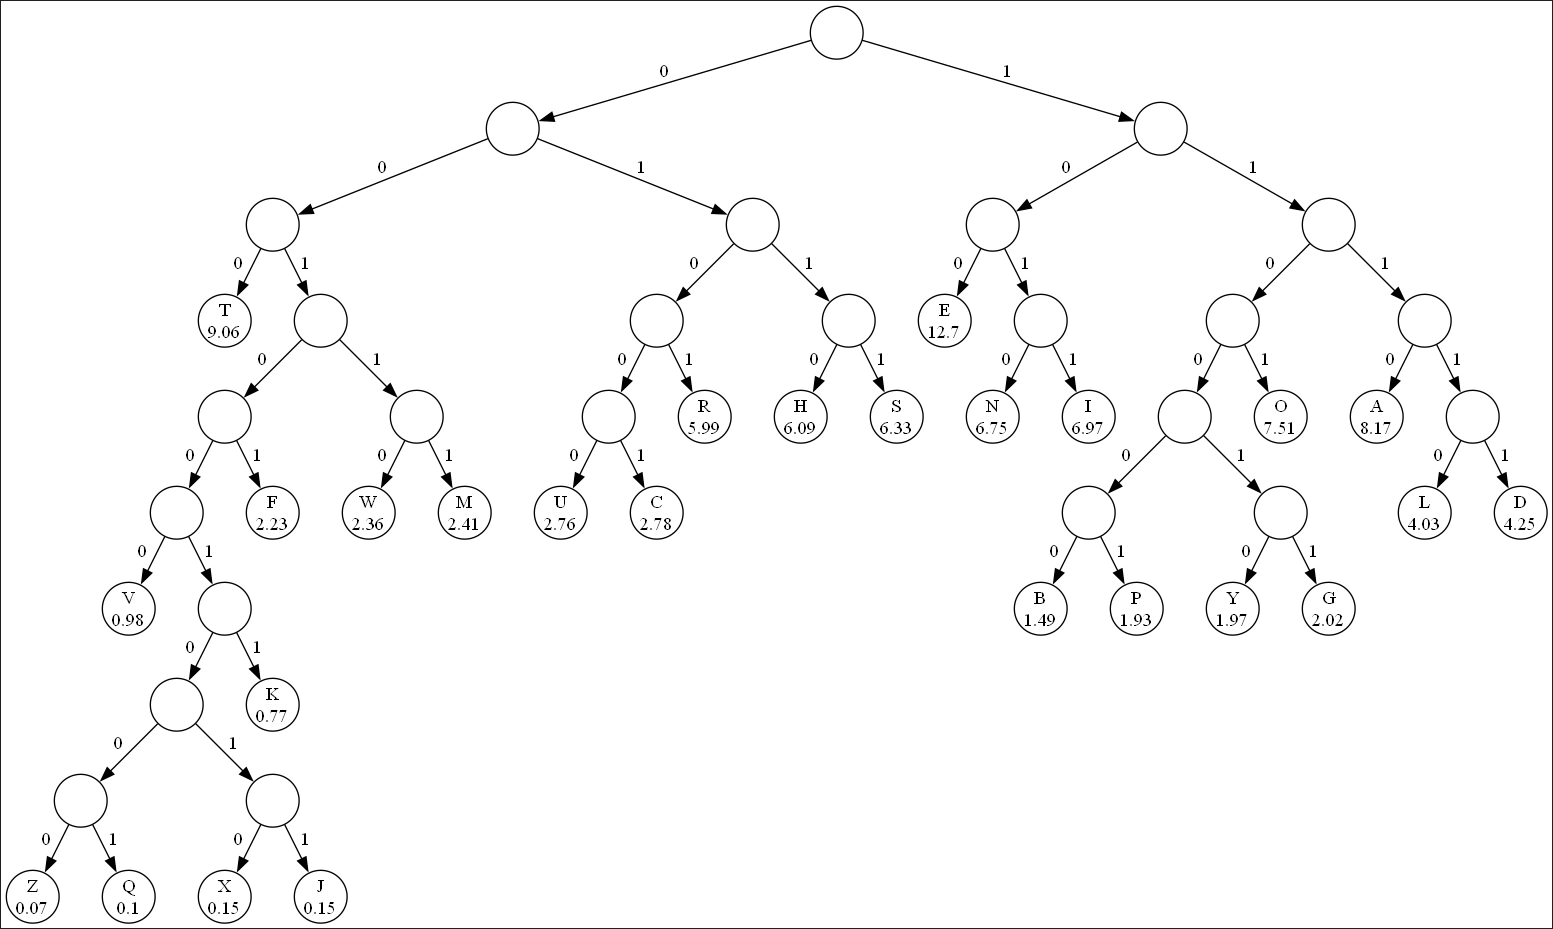 0 1
0 1 0 1
0 1 0 1 0 1 0 1
T
9.06
E
12.7
0 1 0 1 0 1 0 1 0 1 0 1
R
5.99
H
6.09
S
6.33
N
6.75
I
6.97
O
7.51
A
8.17
0 1 0 1 0 1 0 1 0 1
F
2.23
W
2.36
M
2.41
U
2.76
C
2.78
L
4.03
D
4.25
0 1 0 1 0 1
V
0.98
B
1.49
P
1.93
Y
1.97
G
2.02
0 1
K
0.77
0 1
0 1 0 1
Z
0.07
Q
0.1
X
0.15
J
0.15